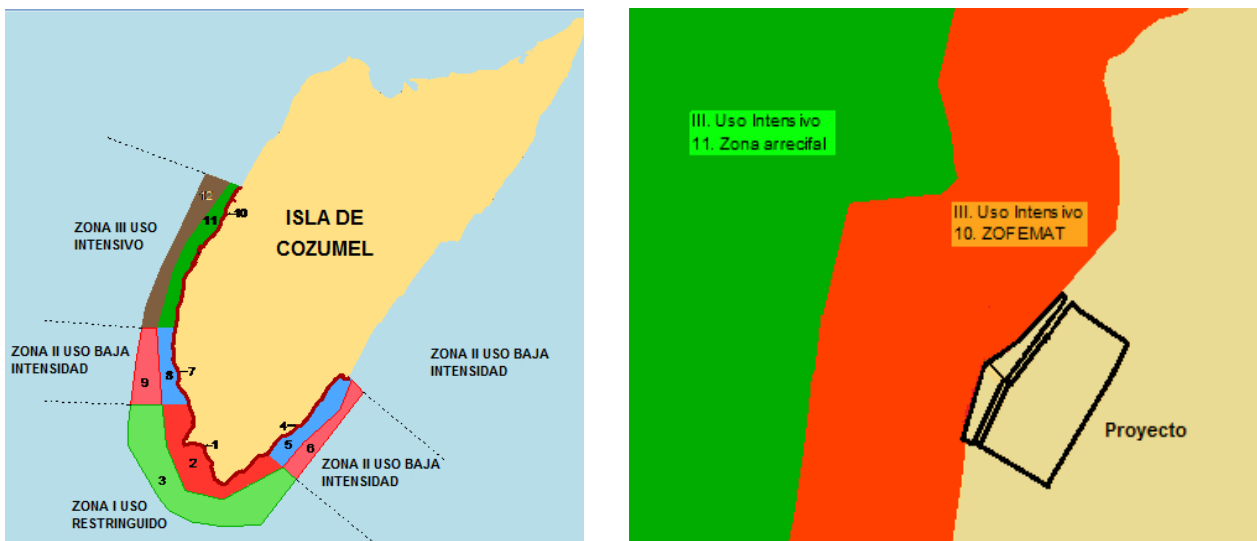 ISLA DE
COZUMEL
12
11
10
ZONA III USO
INTENSIVO
ZONA II USO BAJA
INTENSIDAD
9
8
7
ZONA II USO BAJA
INTENSIDAD
4
5
6
1
2
3
ZONA II USO BAJA
INTENSIDAD
ZONA I USO
RESTRINGUIDO
III. Uso Intensivo
11. Zona arrecifal
III. Uso Intensivo
10. ZOFEMAT
Proyecto